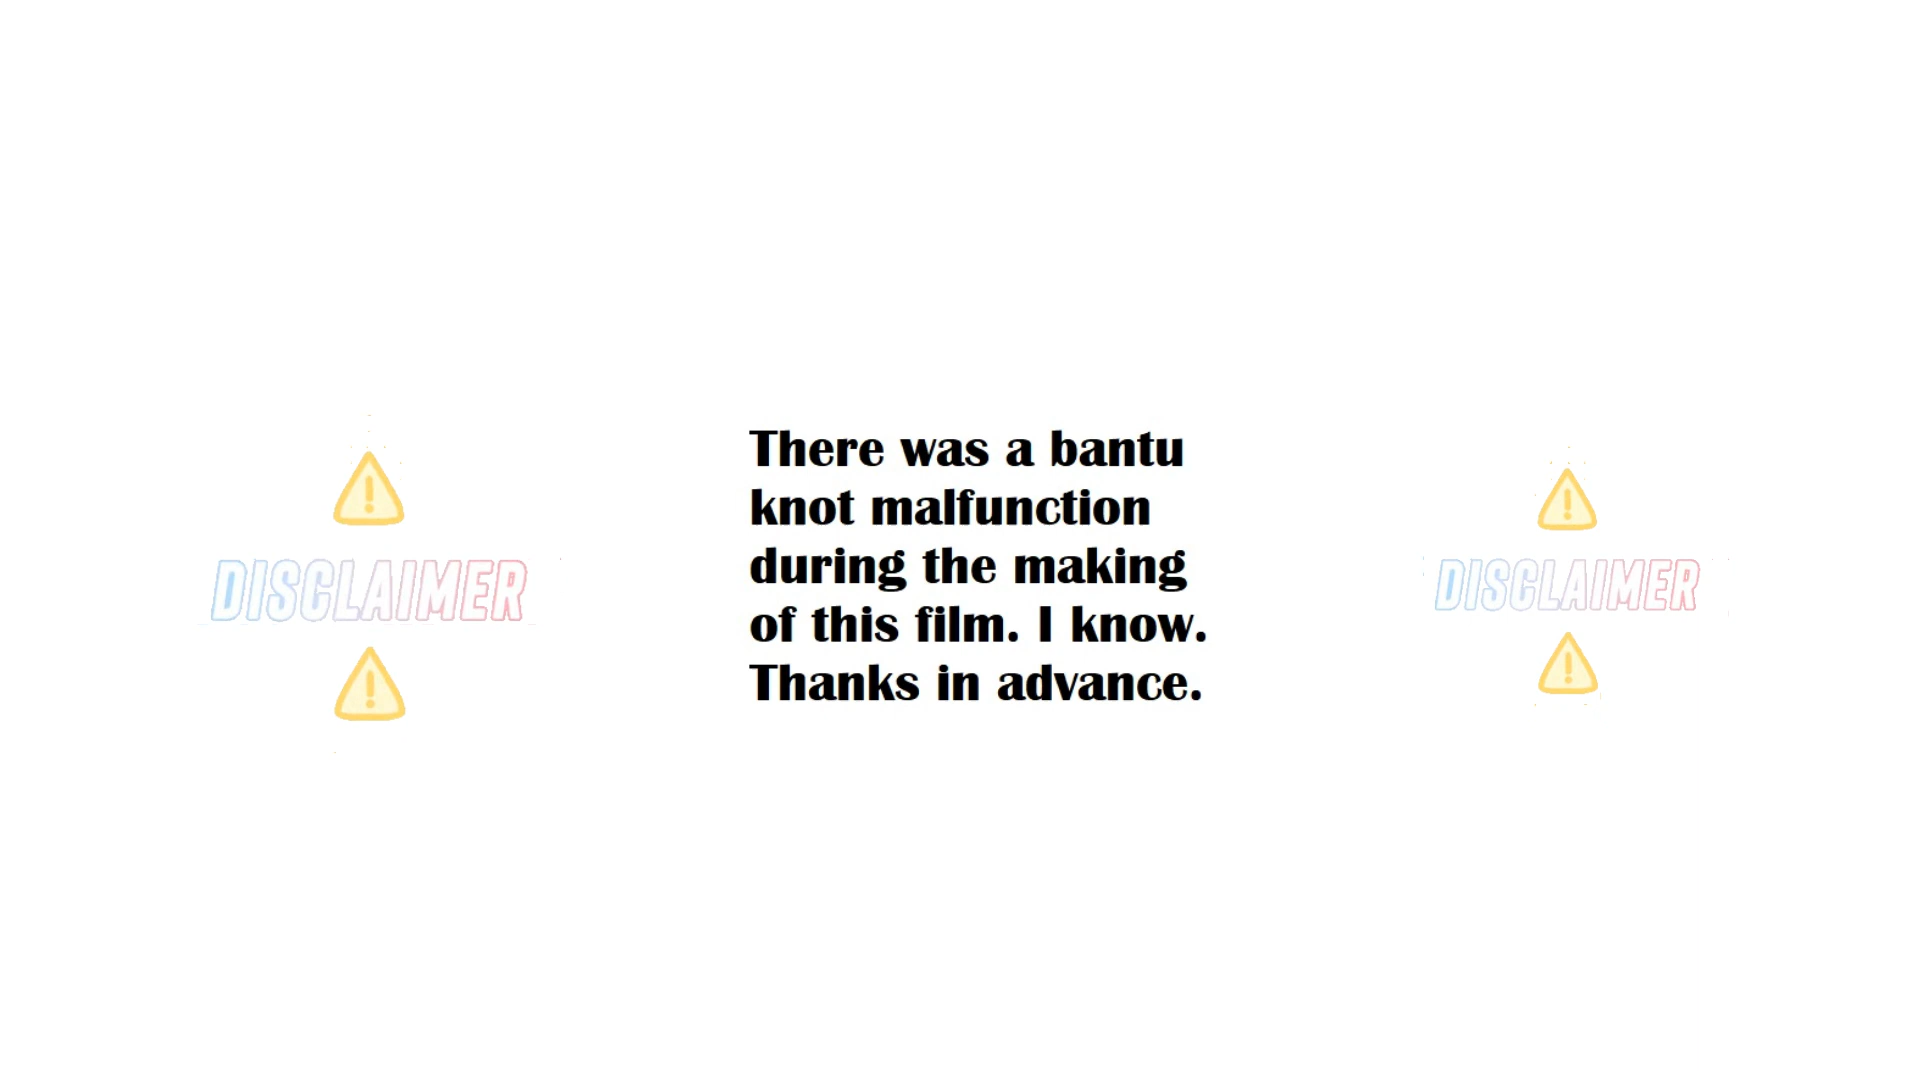 DISCLAIMER
There was a bantu
knot malfunction
during the making
of this film. I know.
Thanks in advance.
DISCLAIMER